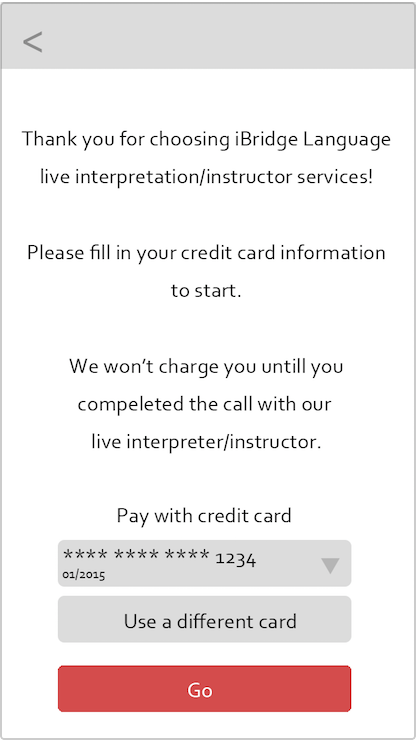 <
Thank you for choosing iBridge Language
live interpretation/instructor services!
Please fill in your credit card information
to start.
We won't charge you untill you
compeleted the call with our
live interpreter/instructor.
Pay with credit card
**** **** **** 1234
01/2015
Use a different card
Go